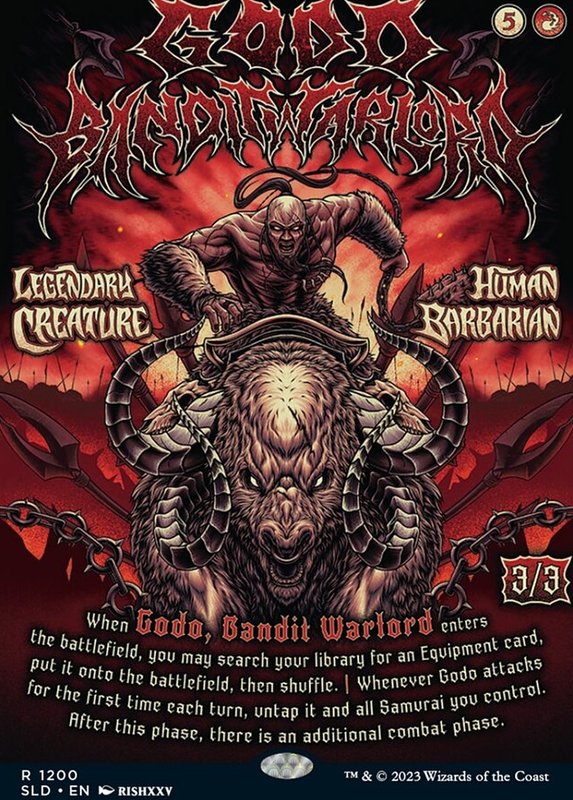 GODO
5
BANDIT WARLORD
LEGENDARY
CREATURE
HUMAN
BARBARIAN
3/3
When Godo, Bandit Warlord enters
the battlefield, you may search your library for an Equipment card,
put it onto the battlefield, then shuffle. | Whenever Godo attacks
for the first time each turn, untap it and all Samurai you control.
After this phase, there is an additional combat phase.
R 1200
SLD • EN RISHXXV
™ & © 2023 Wizards of the Coast